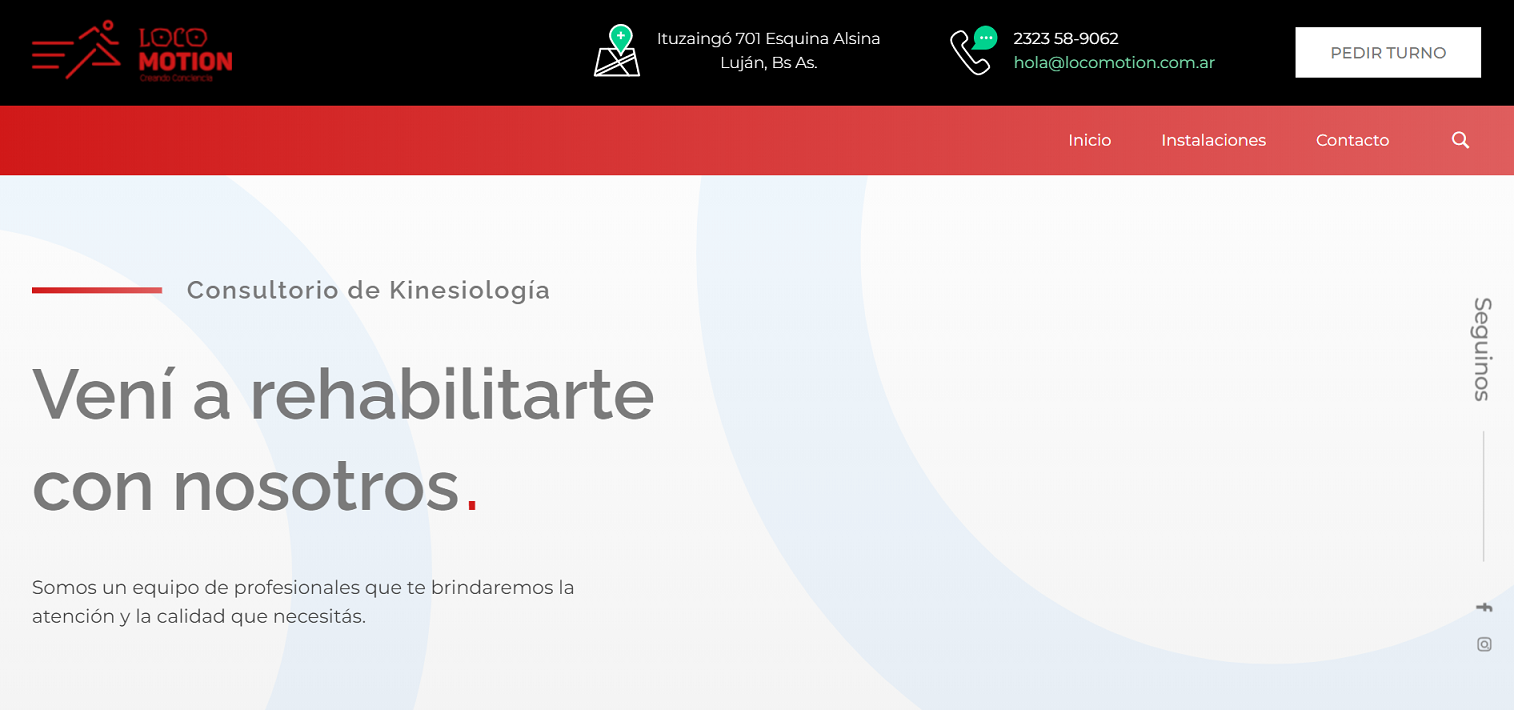 LOCO
MOTION
Creando Conciencia
Ituzaingó 701 Esquina Alsina
Luján, Bs As.
2323 58-9062
hola@locomotion.com.ar
PEDIR TURNO
Inicio
Instalaciones
Contacto
Consultorio de Kinesiología
Vení a rehabilitarte
con nosotros.
Somos un equipo de profesionales que te brindaremos la
atención y la calidad que necesitás.
Seguinos